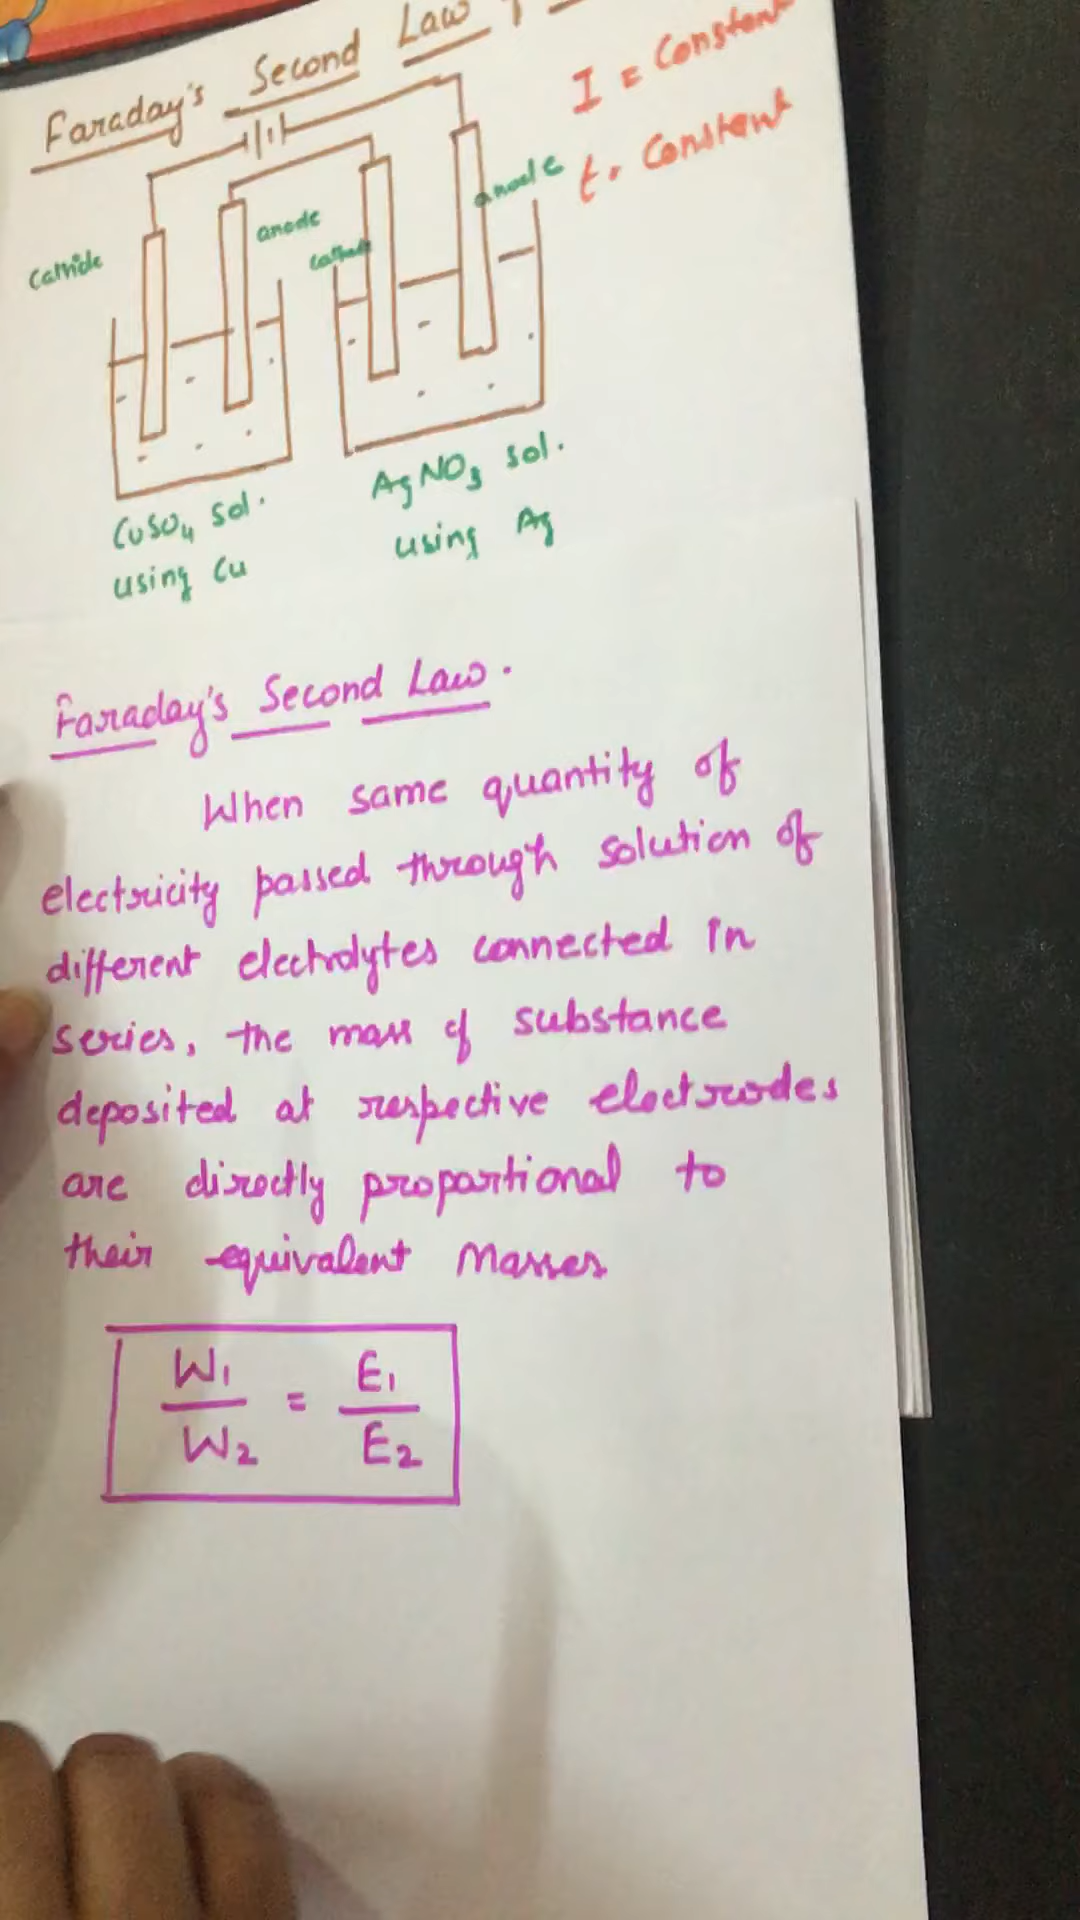 Faraday's Second Law
I = Constant
t. Constant
Cathide
anode
cathode
anode
CuSO4 sol.
using Cu
AgNO3 sol.
using Ag
Faraday's Second Law.
When same quantity of
electricity passed through solution of
different electrolytes connected in
series, the mass of substance
deposited at respective electrodes
are directly proportional to
their equivalent Masses
W1 / W2 = E1 / E2